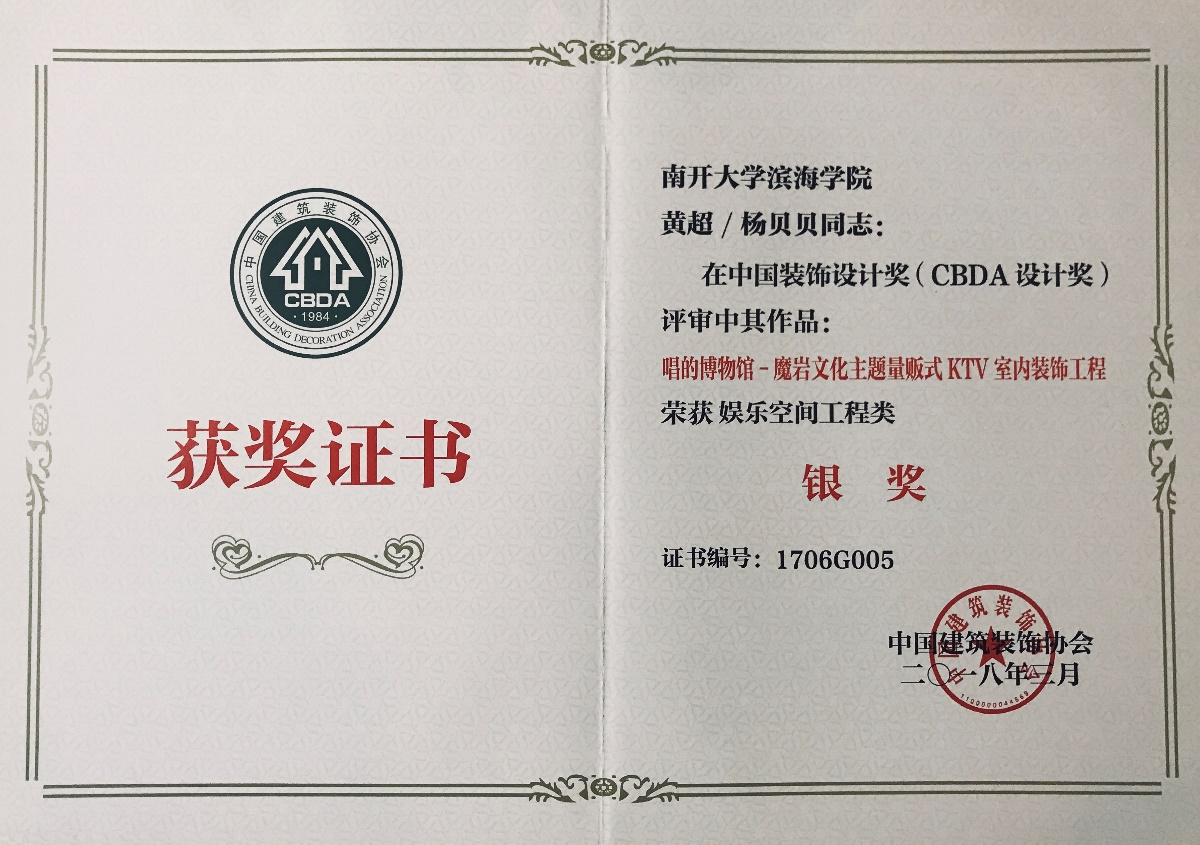 中国建筑装饰协会
CBDA
·1984·
CHINA BUILDING DECORATION ASSOCIATION
获奖证书
南开大学滨海学院
黄超 / 杨贝贝同志：
在中国装饰设计奖（CBDA 设计奖）
评审中其作品：
唱的博物馆 – 魔岩文化主题量贩式 KTV 室内装饰工程
荣获 娱乐空间工程类
银 奖
证书编号：1706G005
中国建筑装饰协会
二〇一八年三月
中国建筑装饰协会